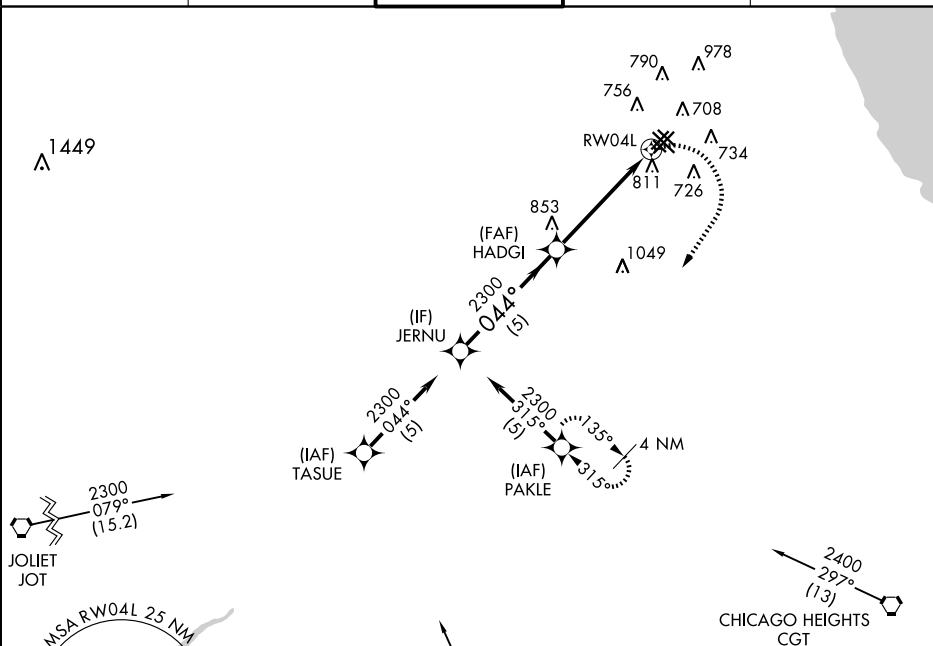 978
790
756
708
RW04L
734
811
726
1449
853
(FAF)
HADGI
1049
2300
044°
(5)
(IF)
JERNU
2300
044°
(5)
2300
315°
(5)
135°
4 NM
315°
(IAF)
TASUE
(IAF)
PAKLE
2300
079°
(15.2)
JOLIET
JOT
2400
297°
(13)
CHICAGO HEIGHTS
CGT
MSA RW04L 25 NM